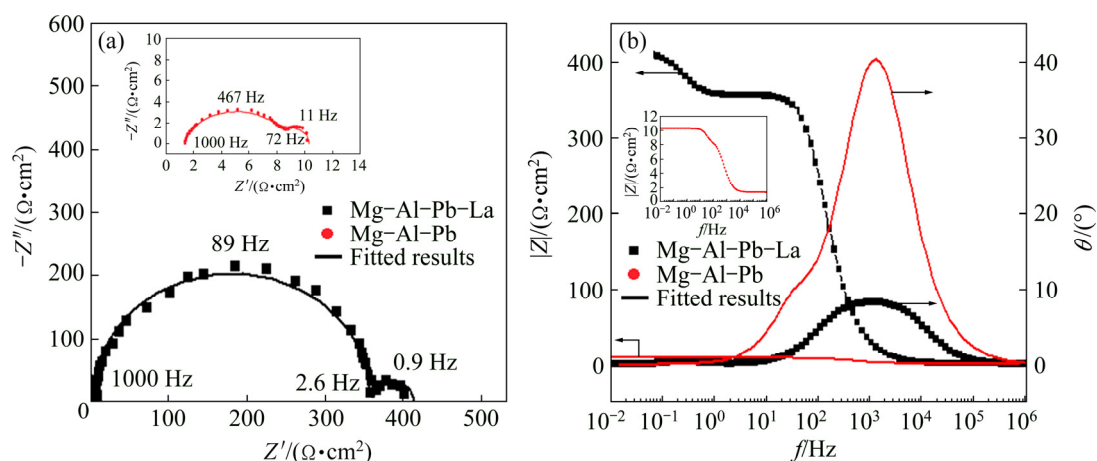 (a)
600
500
400
300
200
100
0
−Z″/(Ω•cm²)
0 100 200 300 400 500
Z′/(Ω•cm²)
10
8
6
4
2
0
−Z″/(Ω•cm²)
0 2 4 6 8 10 12 14
Z′/(Ω•cm²)
467 Hz
11 Hz
1000 Hz
72 Hz
Mg−Al−Pb−La
Mg−Al−Pb
Fitted results
89 Hz
1000 Hz
2.6 Hz
0.9 Hz
(b)
400
300
200
100
0
|Z|/(Ω•cm²)
10⁻² 10⁻¹ 10⁰ 10¹ 10² 10³ 10⁴ 10⁵ 10⁶
f/Hz
40
30
20
10
0
θ/(°)
12
10
8
6
4
2
0
|Z|/(Ω•cm²)
10⁻² 10⁰ 10² 10⁴ 10⁶
f/Hz
Mg−Al−Pb−La
Mg−Al−Pb
Fitted results